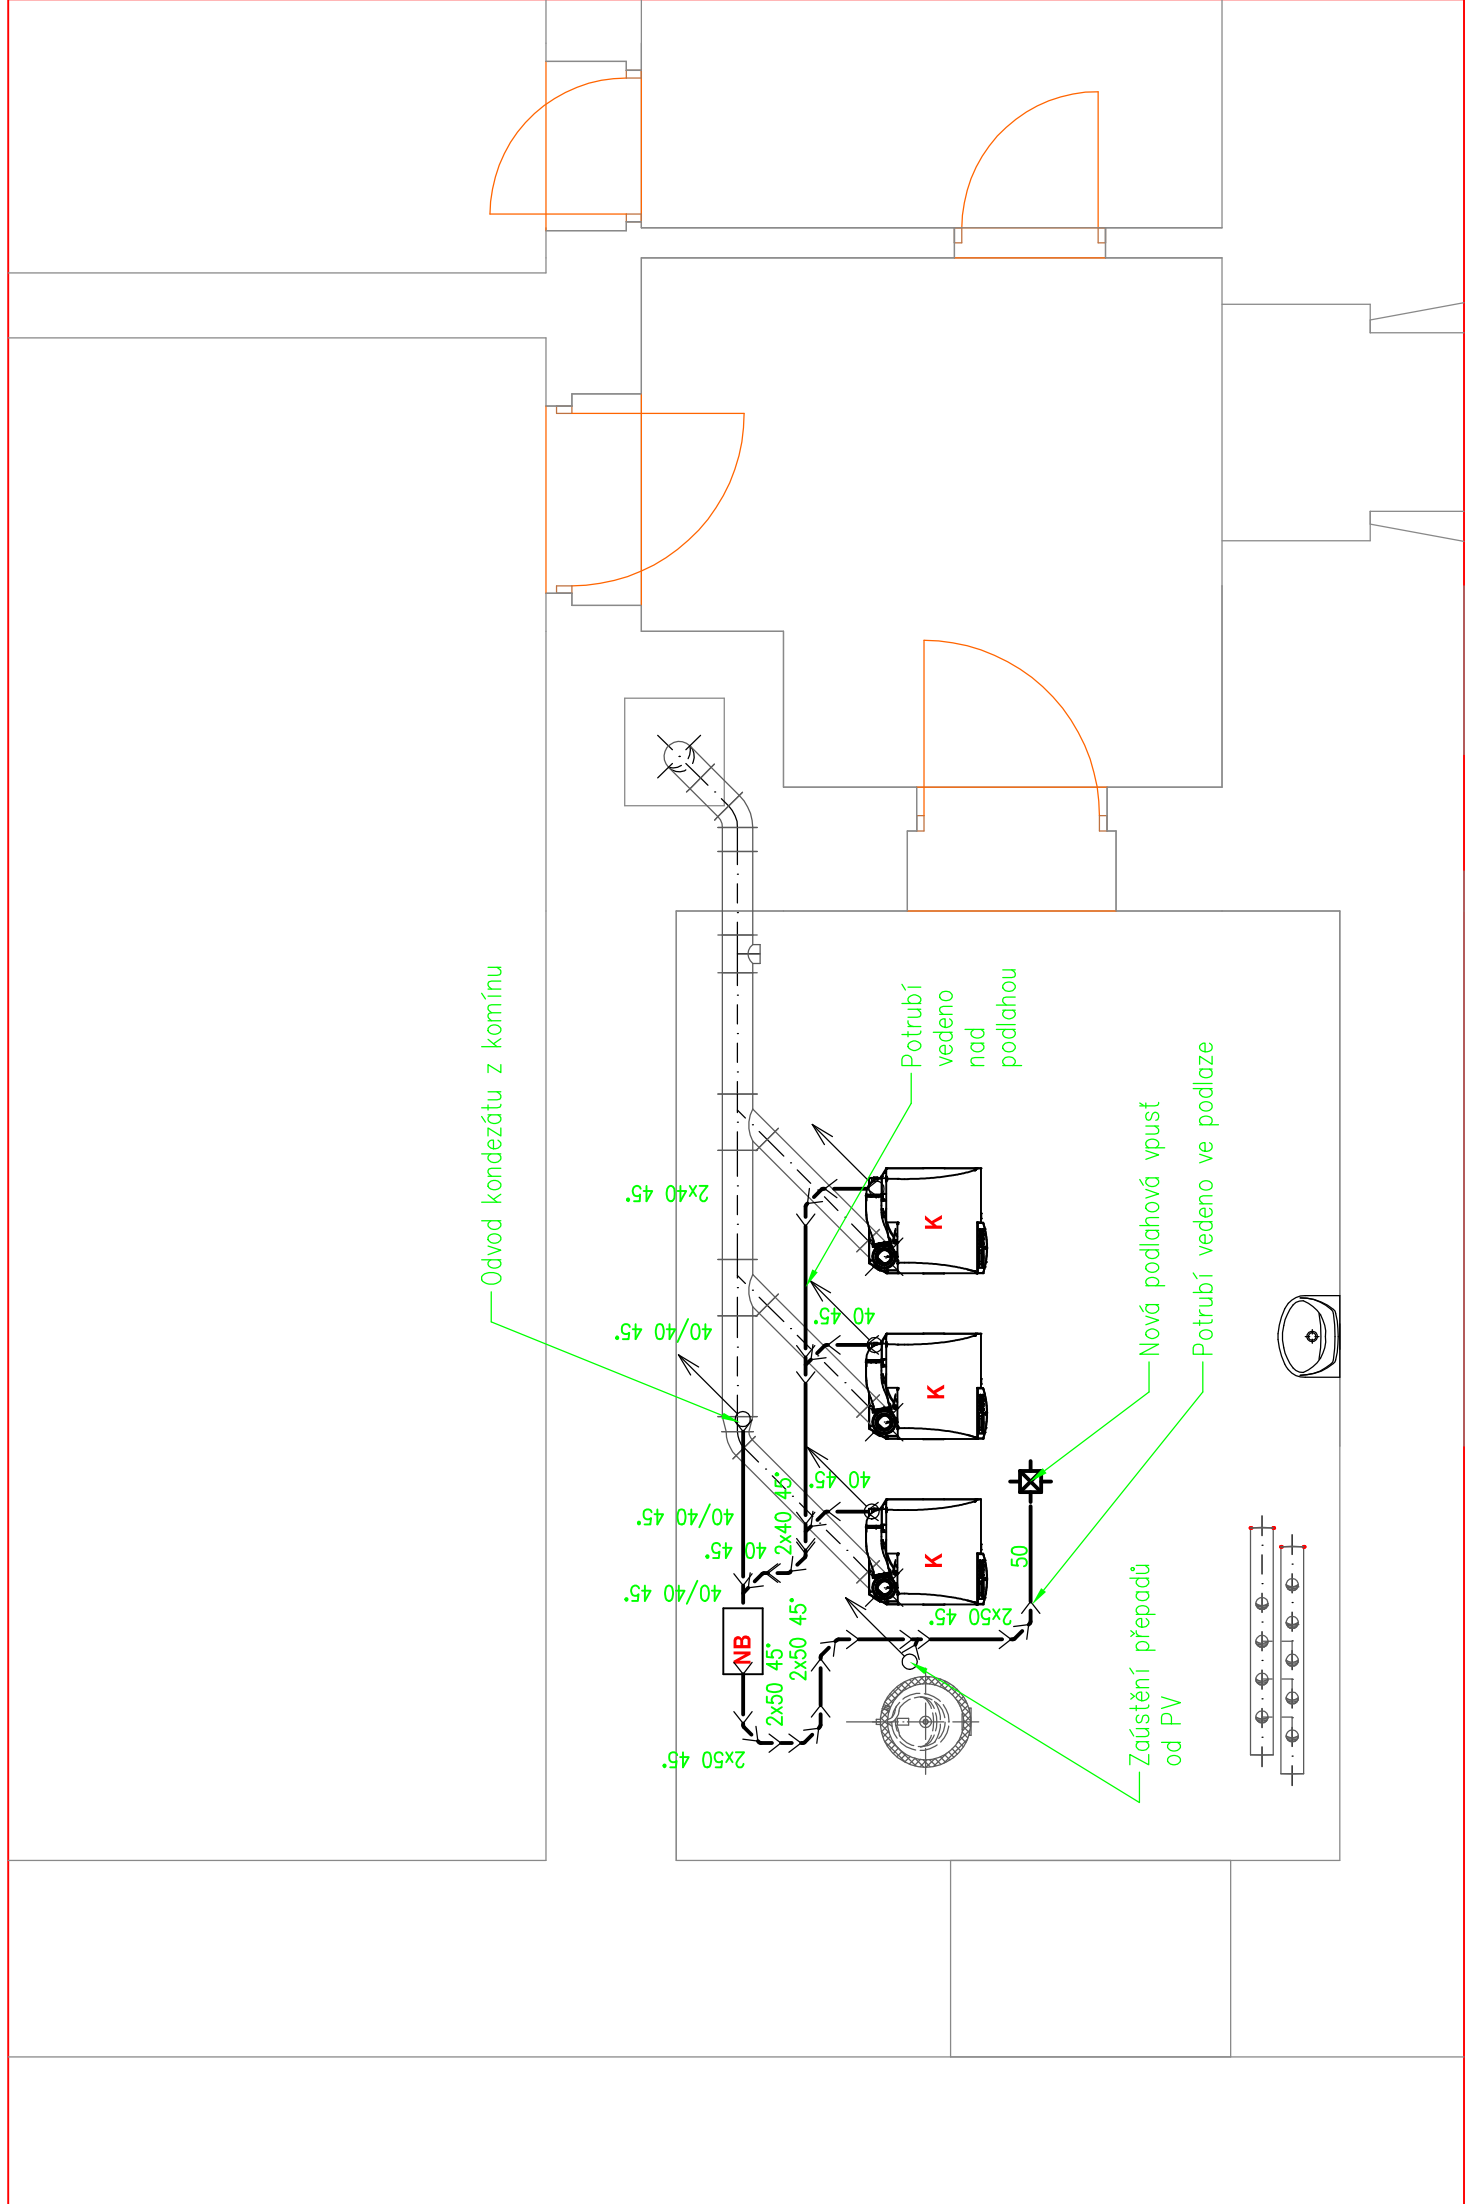 Odvod kondezátu z komínu
Potrubí
vedeno
nad
podlahou
Nová podlahová vpusť
Potrubí vedeno ve podlaze
Zaústění přepadů
od PV
2x40 45°
40/40 45°
40 45°
40 45°
2x40 45°
40/40 45°
40 45°
40/40 45°
2x50 45°
2x50 45°
2x50 45°
2x50 45°
50
NB
K
K
K